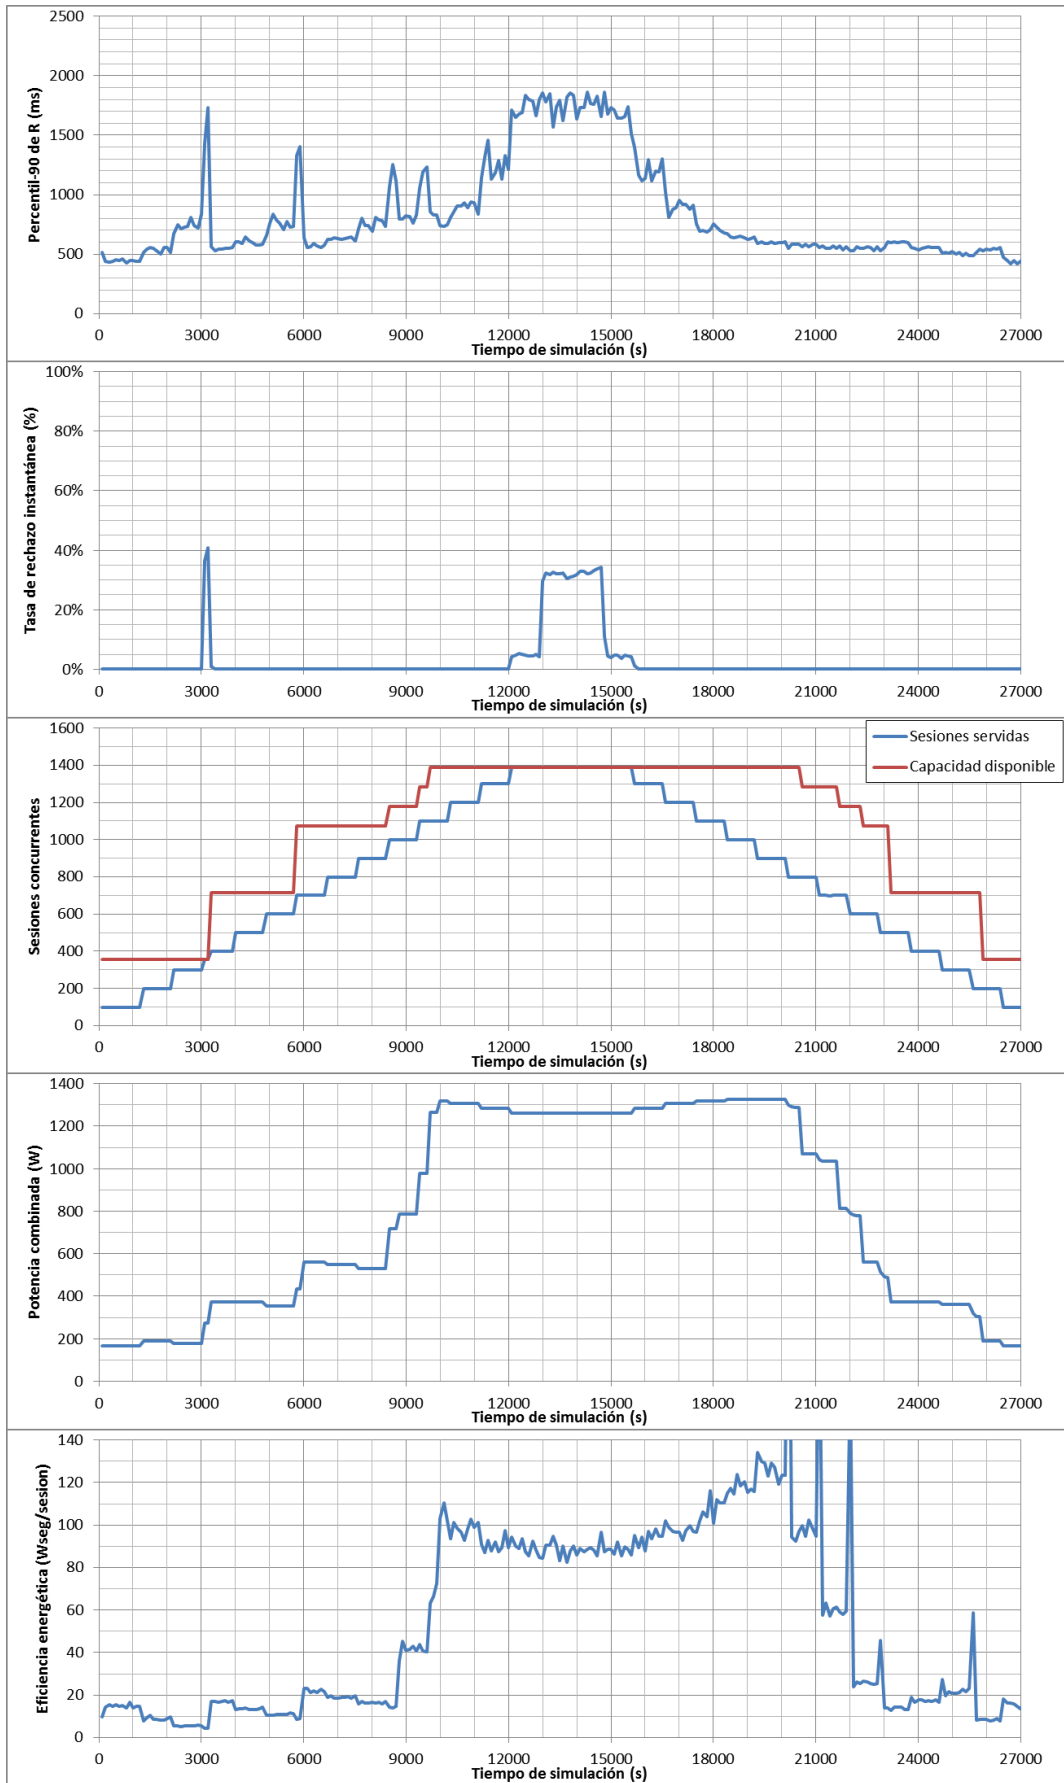 Percentil-90 de R (ms)
2500
2000
1500
1000
500
0
0 3000 6000 9000 12000 15000 18000 21000 24000 27000
Tiempo de simulación (s)
Tasa de rechazo instantánea (%)
100%
80%
60%
40%
20%
0%
0 3000 6000 9000 12000 15000 18000 21000 24000 27000
Tiempo de simulación (s)
Sesiones concurrentes
1600
1400
1200
1000
800
600
400
200
0
Sesiones servidas
Capacidad disponible
0 3000 6000 9000 12000 15000 18000 21000 24000 27000
Tiempo de simulación (s)
Potencia combinada (W)
1400
1200
1000
800
600
400
200
0
0 3000 6000 9000 12000 15000 18000 21000 24000 27000
Tiempo de simulación (s)
Eficiencia energética (Wseg/sesion)
140
120
100
80
60
40
20
0
0 3000 6000 9000 12000 15000 18000 21000 24000 27000
Tiempo de simulación (s)